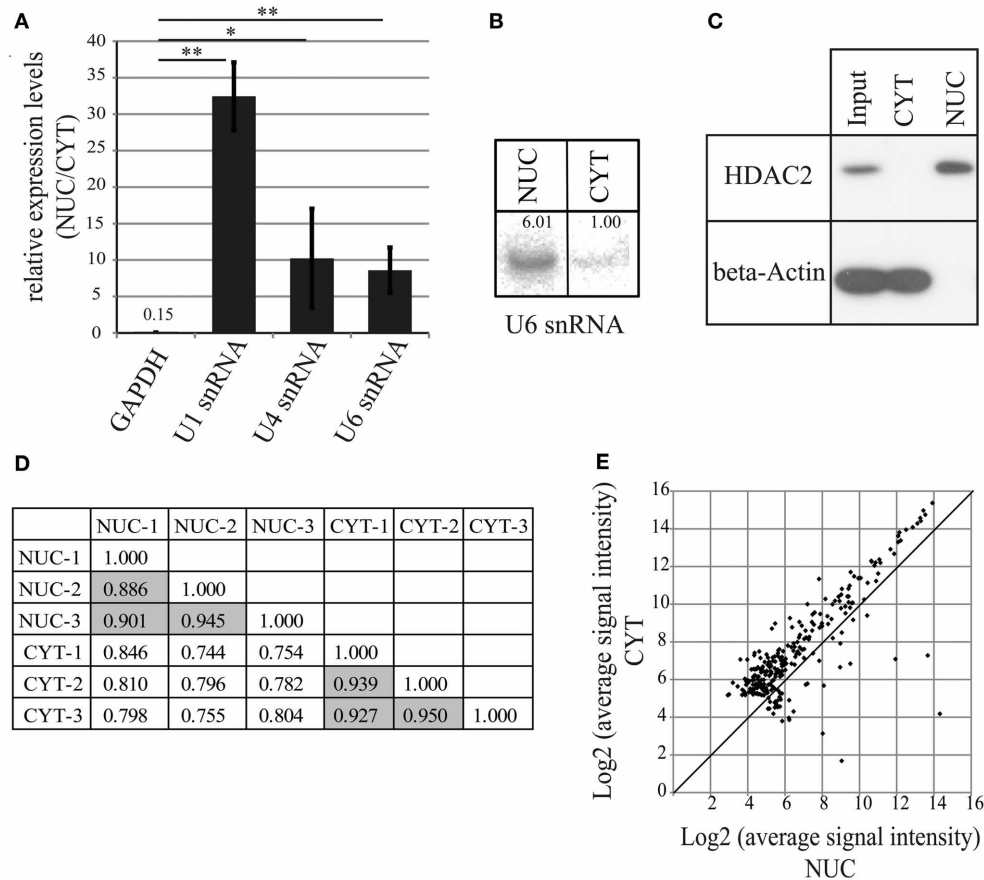 A
**
*
**
relative expression levels
(NUC/CYT)
40
35
30
25
20
15
10
5
0
0.15
GAPDH
U1 snRNA
U4 snRNA
U6 snRNA
B
NUC CYT
6.01 1.00
U6 snRNA
C
Input CYT NUC
HDAC2
beta-Actin
D
NUC-1 NUC-2 NUC-3 CYT-1 CYT-2 CYT-3
NUC-1 1.000
NUC-2 0.886 1.000
NUC-3 0.901 0.945 1.000
CYT-1 0.846 0.744 0.754 1.000
CYT-2 0.810 0.796 0.782 0.939 1.000
CYT-3 0.798 0.755 0.804 0.927 0.950 1.000
E
Log2 (average signal intensity)
CYT
16
14
12
10
8
6
4
2
0
2 4 6 8 10 12 14 16
Log2 (average signal intensity)
NUC